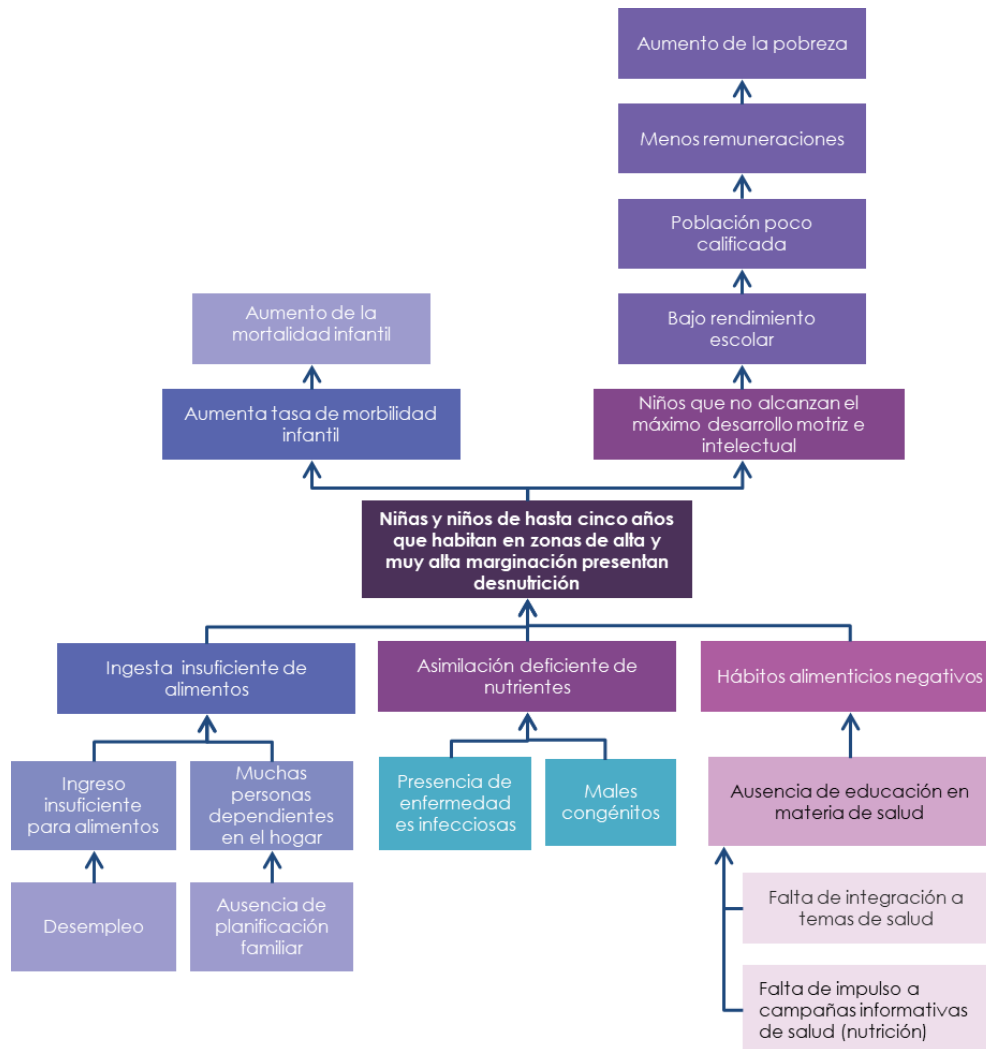 Aumento de la pobreza
Menos remuneraciones
Población poco
calificada
Aumento de la
mortalidad infantil
Bajo rendimiento
escolar
Aumenta tasa de morbilidad
infantil
Niños que no alcanzan el
máximo desarrollo motriz e
intelectual
Niñas y niños de hasta cinco años
que habitan en zonas de alta y
muy alta marginación presentan
desnutrición
Ingesta insuficiente de
alimentos
Asimilación deficiente de
nutrientes
Hábitos alimenticios negativos
Ingreso
insuficiente
para alimentos
Muchas
personas
dependientes
en el hogar
Presencia de
enfermedad
es infecciosas
Males
congénitos
Ausencia de educación en
materia de salud
Desempleo
Ausencia de
planificación
familiar
Falta de integración a
temas de salud
Falta de impulso a
campañas informativas
de salud (nutrición)